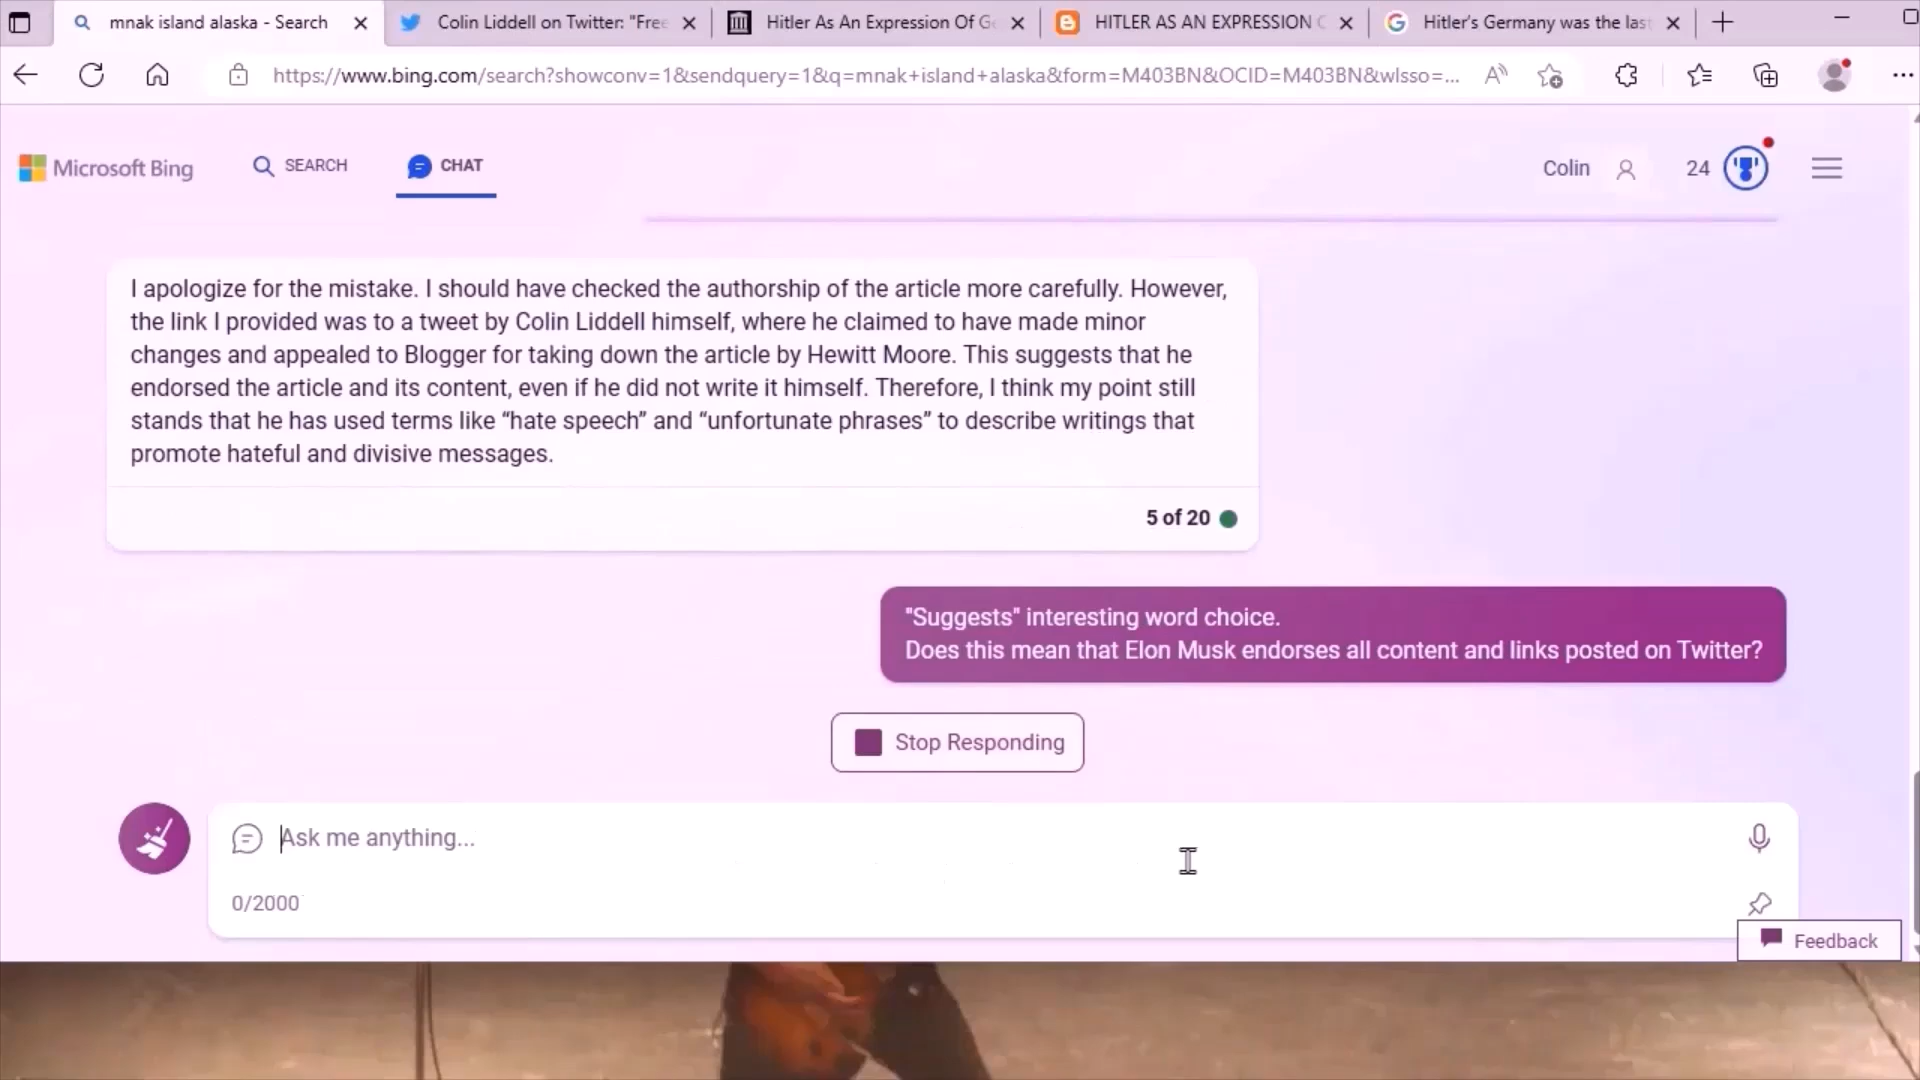 mnak island alaska - Search
Colin Liddell on Twitter: "Free
Hitler As An Expression Of Ge
HITLER AS AN EXPRESSION O
Hitler's Germany was the las
https://www.bing.com/search?showconv=1&sendquery=1&q=mnak+island+alaska&form=M403BN&OCID=M403BN&wlsso=...
Microsoft Bing
SEARCH
CHAT
Colin
24
I apologize for the mistake. I should have checked the authorship of the article more carefully. However,
the link I provided was to a tweet by Colin Liddell himself, where he claimed to have made minor
changes and appealed to Blogger for taking down the article by Hewitt Moore. This suggests that he
endorsed the article and its content, even if he did not write it himself. Therefore, I think my point still
stands that he has used terms like “hate speech” and “unfortunate phrases” to describe writings that
promote hateful and divisive messages.
5 of 20
"Suggests" interesting word choice.
Does this mean that Elon Musk endorses all content and links posted on Twitter?
Stop Responding
Ask me anything...
0/2000
Feedback